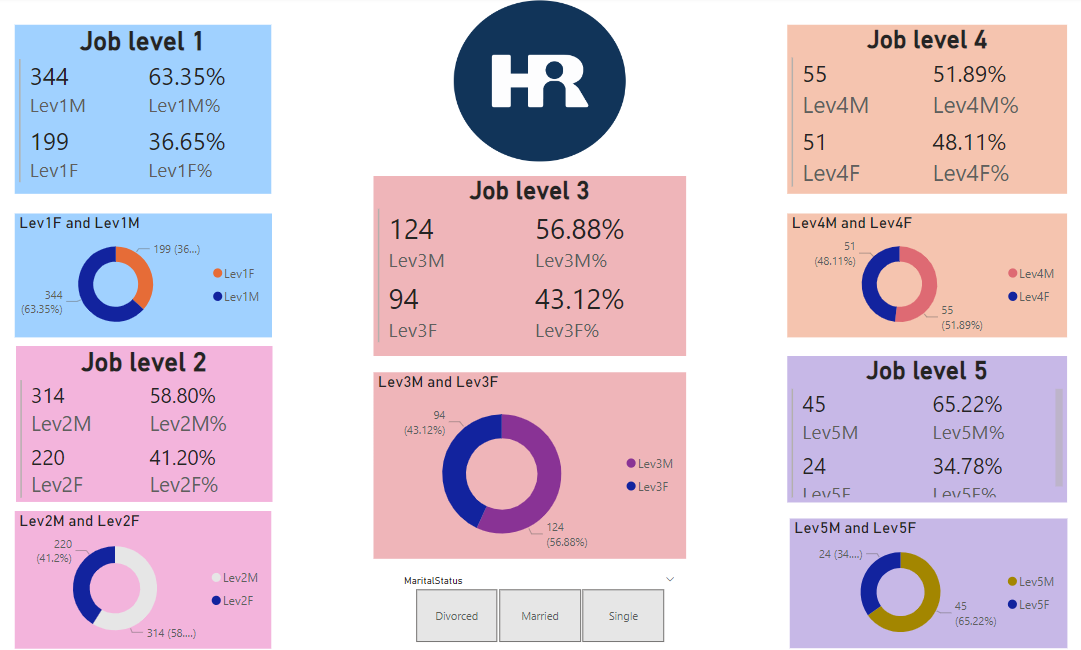 HR
Job level 1
344 63.35%
Lev1M Lev1M%
199 36.65%
Lev1F Lev1F%
Lev1F and Lev1M
199 (36...)
344
(63.35%)
Lev1F
Lev1M
Job level 2
314 58.80%
Lev2M Lev2M%
220 41.20%
Lev2F Lev2F%
Lev2M and Lev2F
220
(41.2%)
314 (58....)
Lev2M
Lev2F
Job level 3
124 56.88%
Lev3M Lev3M%
94 43.12%
Lev3F Lev3F%
Lev3M and Lev3F
94
(43.12%)
124
(56.88%)
Lev3M
Lev3F
MaritalStatus
Divorced Married Single
Job level 4
55 51.89%
Lev4M Lev4M%
51 48.11%
Lev4F Lev4F%
Lev4M and Lev4F
51
(48.11%)
55
(51.89%)
Lev4M
Lev4F
Job level 5
45 65.22%
Lev5M Lev5M%
24 34.78%
Lev5F Lev5F%
Lev5M and Lev5F
24 (34....)
45
(65.22%)
Lev5M
Lev5F